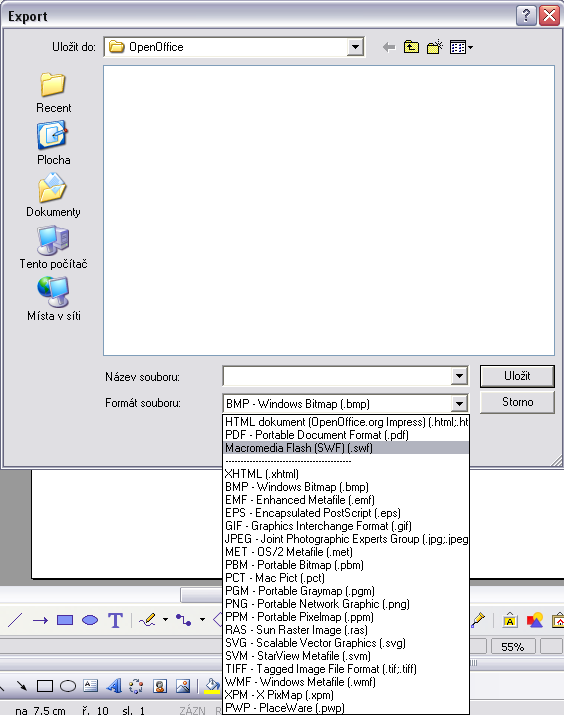 Export
Uložit do:
OpenOffice
Recent
Plocha
Dokumenty
Tento počítač
Místa v síti
Název souboru:
Uložit
Formát souboru:
BMP - Windows Bitmap (.bmp)
Storno
HTML dokument (OpenOffice.org Impress) (.html;.ht
PDF - Portable Document Format (.pdf)
Macromedia Flash (SWF) (.swf)
------------------------------------------
XHTML (.xhtml)
BMP - Windows Bitmap (.bmp)
EMF - Enhanced Metafile (.emf)
EPS - Encapsulated PostScript (.eps)
GIF - Graphics Interchange Format (.gif)
JPEG - Joint Photographic Experts Group (.jpg;.jpeg
MET - OS/2 Metafile (.met)
PBM - Portable Bitmap (.pbm)
PCT - Mac Pict (.pct)
PGM - Portable Graymap (.pgm)
PNG - Portable Network Graphic (.png)
PPM - Portable Pixelmap (.ppm)
RAS - Sun Raster Image (.ras)
SVG - Scalable Vector Graphics (.svg)
SVM - StarView Metafile (.svm)
TIFF - Tagged Image File Format (.tif;.tiff)
WMF - Windows Metafile (.wmf)
XPM - X PixMap (.xpm)
PWP - PlaceWare (.pwp)
55%
na 7,5 cm ř. 10 sl. 1 ZÁZN